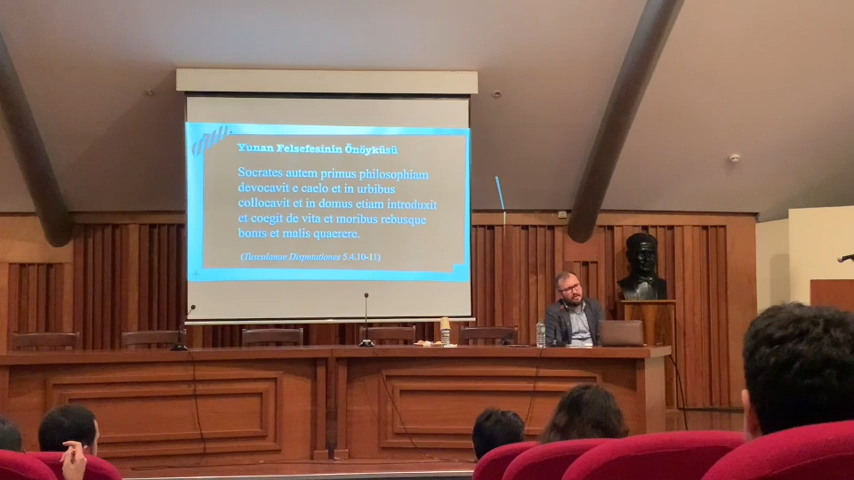 Yunan Felsefesinin Önöyküsü
Socrates autem primus philosophiam
devocavit e caelo et in urbibus
collocavit et in domus etiam introduxit
et coegit de vita et moribus rebusque
bonis et malis quaerere.
(Tusculanae Disputationes 5.4.10-11)